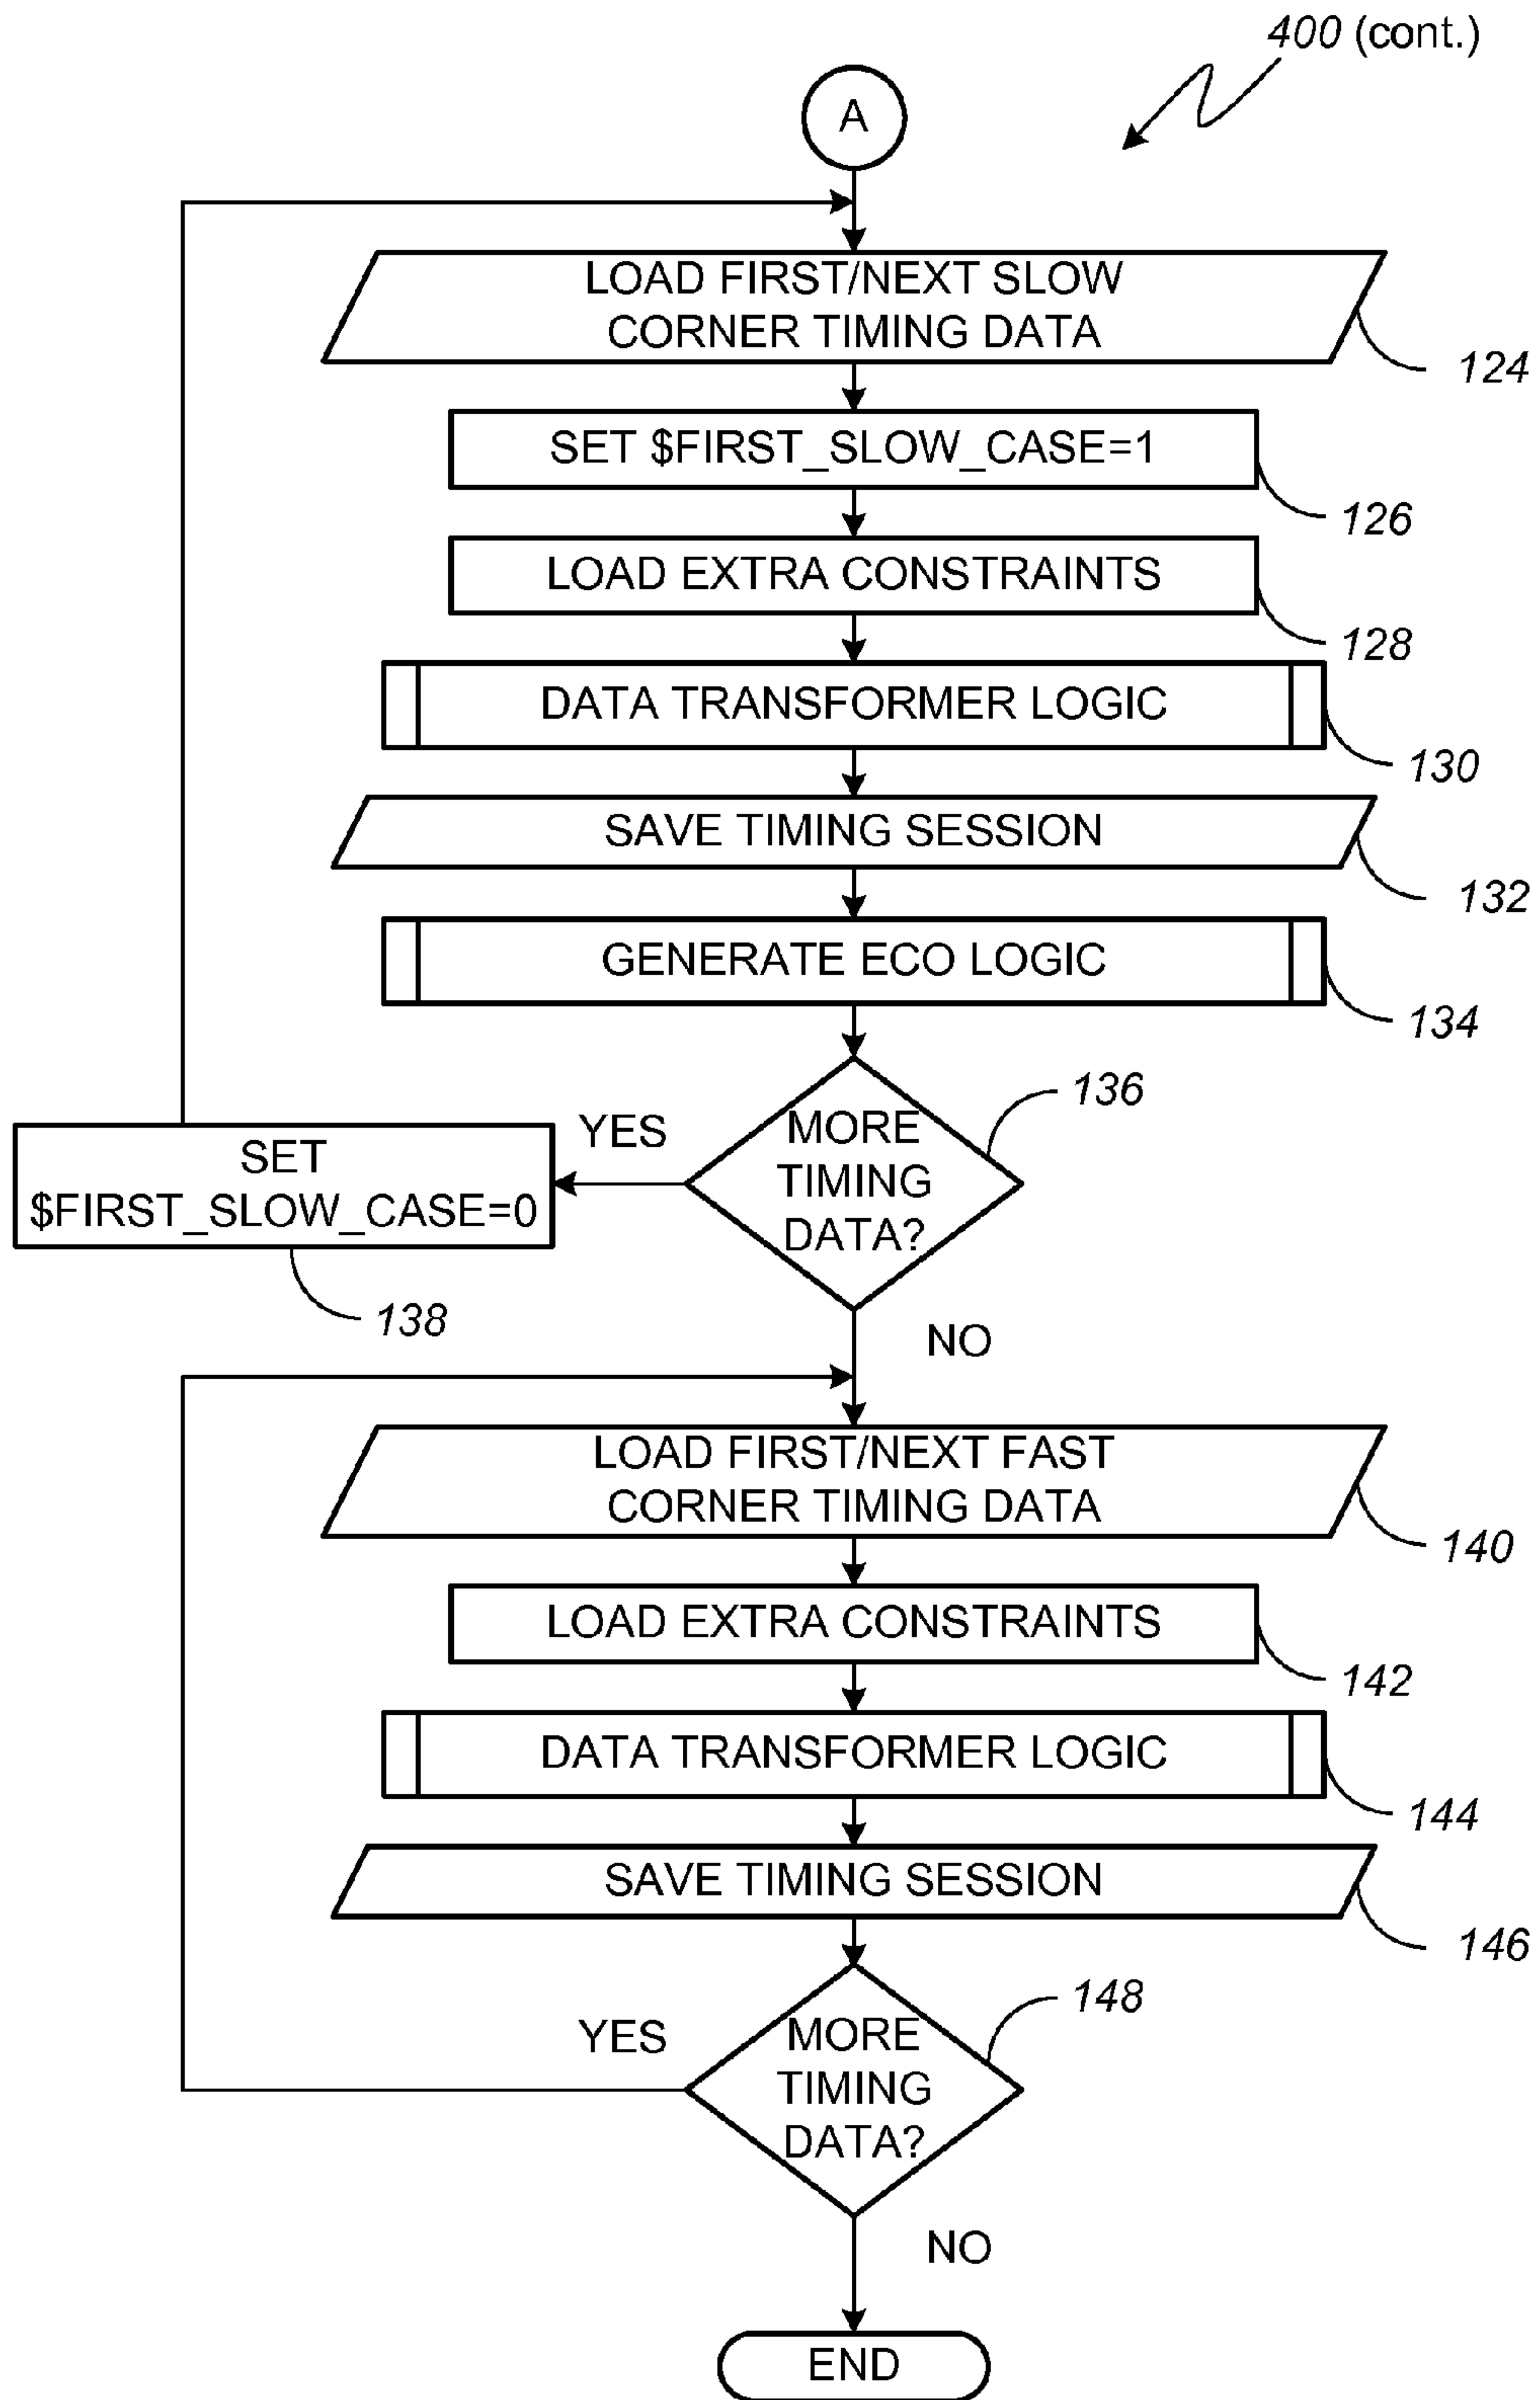 400 (cont.)
A
LOAD FIRST/NEXT SLOW
CORNER TIMING DATA
124
SET $FIRST_SLOW_CASE=1
126
LOAD EXTRA CONSTRAINTS
128
DATA TRANSFORMER LOGIC
130
SAVE TIMING SESSION
132
GENERATE ECO LOGIC
134
136
MORE
TIMING
DATA?
YES
SET
$FIRST_SLOW_CASE=0
138
NO
LOAD FIRST/NEXT FAST
CORNER TIMING DATA
140
LOAD EXTRA CONSTRAINTS
142
DATA TRANSFORMER LOGIC
144
SAVE TIMING SESSION
146
148
YES
MORE
TIMING
DATA?
NO
END